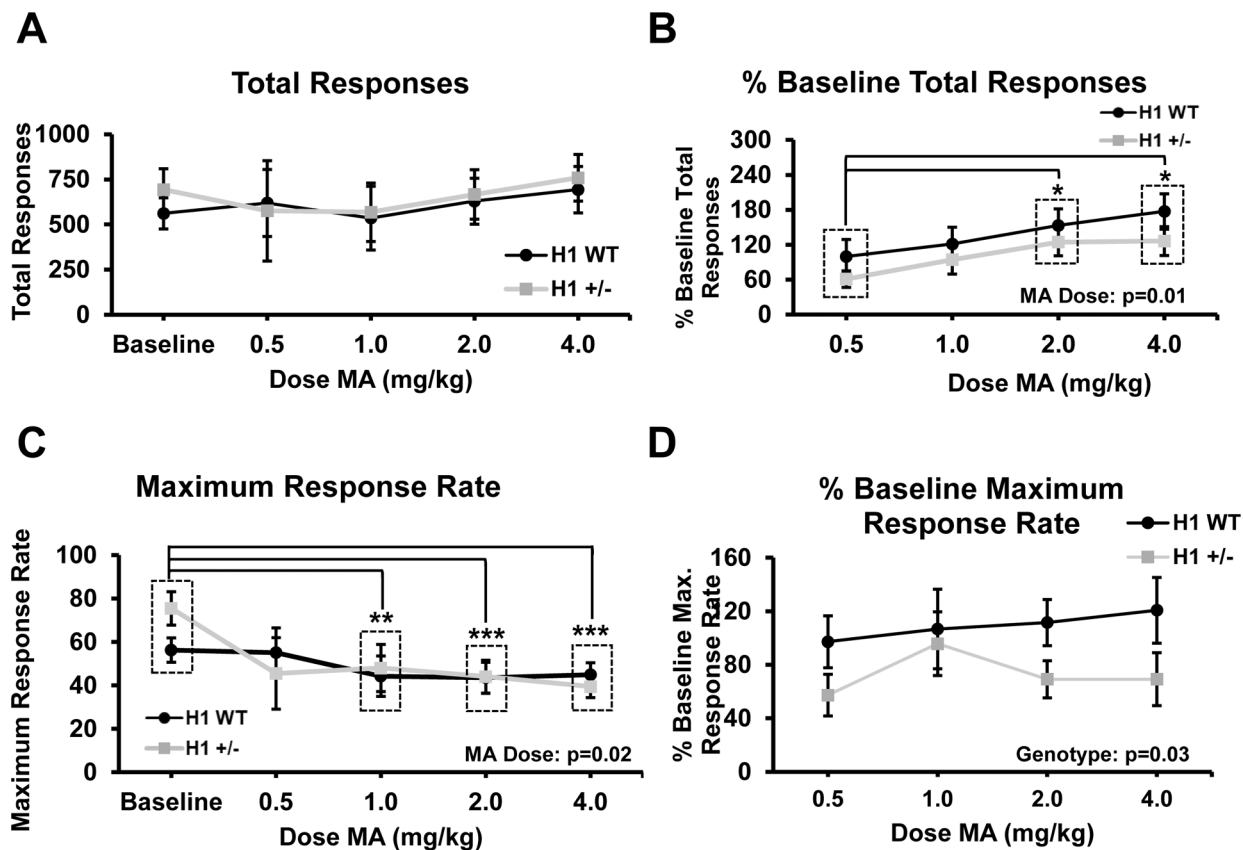 A
Total Responses
Total Responses
1000
750
500
250
0
H1 WT
H1 +/-
Baseline 0.5 1.0 2.0 4.0
Dose MA (mg/kg)
B
% Baseline Total Responses
H1 WT
H1 +/-
% Baseline Total
Responses
300
240
180
120
60
0
* *
MA Dose: p=0.01
0.5 1.0 2.0 4.0
Dose MA (mg/kg)
C
Maximum Response Rate
Maximum Response Rate
100
80
60
40
20
0
** *** ***
H1 WT
H1 +/-
MA Dose: p=0.02
Baseline 0.5 1.0 2.0 4.0
Dose MA (mg/kg)
D
% Baseline Maximum
Response Rate
H1 WT
H1 +/-
% Baseline Max.
Response Rate
160
120
80
40
0
Genotype: p=0.03
0.5 1.0 2.0 4.0
Dose MA (mg/kg)